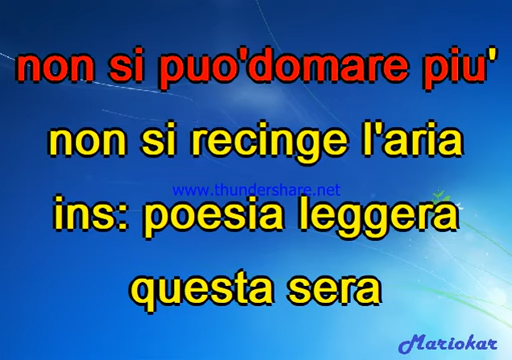 non si puo'domare piu'
non si recinge l'aria
www.thundershare.net
ins: poesia leggera
questa sera
Mariokar